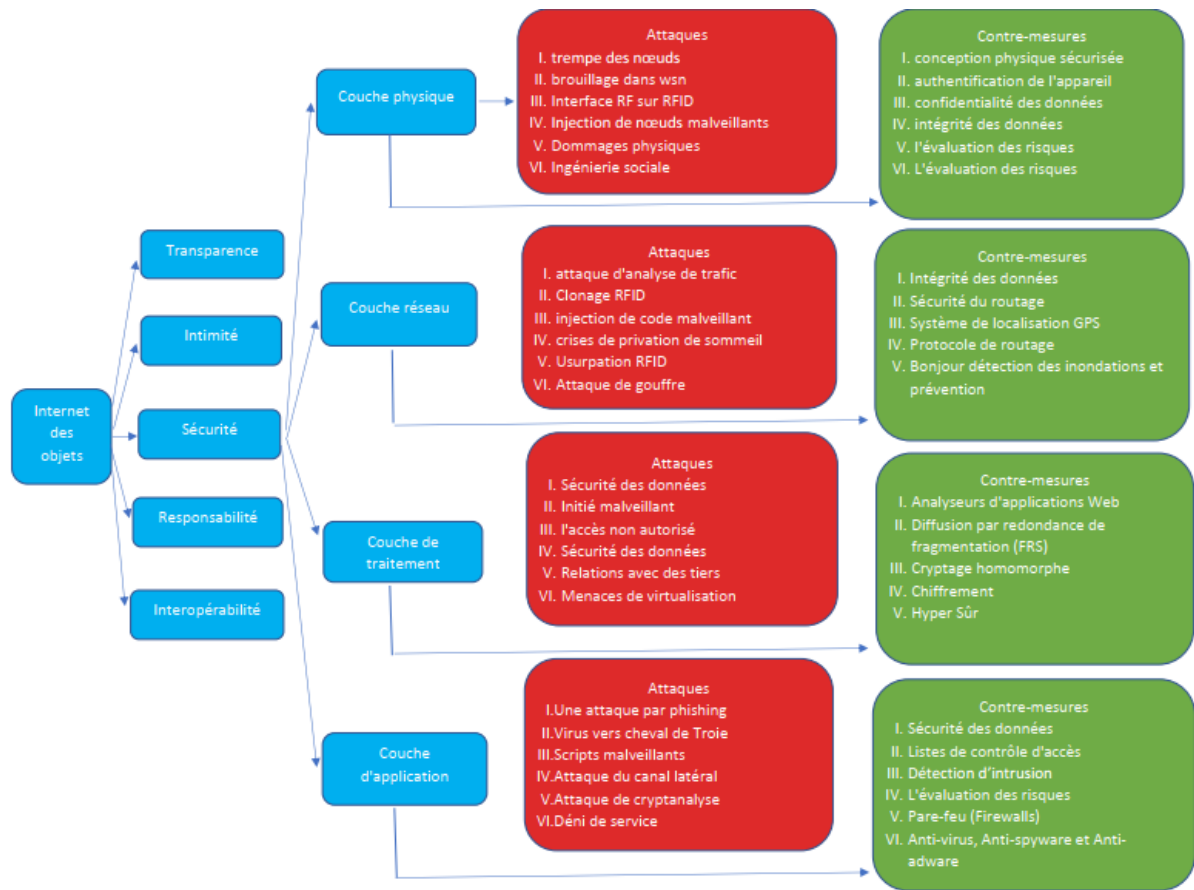 Internet
des
objets
Transparence
Intimité
Sécurité
Responsabilité
Interopérabilité
Couche physique
Attaques
I. trempe des nœuds
II. brouillage dans wsn
III. Interface RF sur RFID
IV. Injection de nœuds malveillants
V. Dommages physiques
VI. Ingénierie sociale
Contre-mesures
I. conception physique sécurisée
II. authentification de l'appareil
III. confidentialité des données
IV. intégrité des données
V. l'évaluation des risques
VI. L'évaluation des risques
Couche réseau
Attaques
I. attaque d'analyse de trafic
II. Clonage RFID
III. injection de code malveillant
IV. crises de privation de sommeil
V. Usurpation RFID
VI. Attaque de gouffre
Contre-mesures
I. Intégrité des données
II. Sécurité du routage
III. Système de localisation GPS
IV. Protocole de routage
V. Bonjour détection des inondations et
prévention
Couche de
traitement
Attaques
I. Sécurité des données
II. Initié malveillant
III. l'accès non autorisé
IV. Sécurité des données
V. Relations avec des tiers
VI. Menaces de virtualisation
Contre-mesures
I. Analyseurs d'applications Web
II. Diffusion par redondance de
fragmentation (FRS)
III. Cryptage homomorphe
IV. Chiffrement
V. Hyper Sûr
Couche
d'application
Attaques
I.Une attaque par phishing
II.Virus vers cheval de Troie
III.Scripts malveillants
IV.Attaque du canal latéral
V.Attaque de cryptanalyse
VI.Déni de service
Contre-mesures
I. Sécurité des données
II. Listes de contrôle d'accès
III. Détection d’intrusion
IV. L'évaluation des risques
V. Pare-feu (Firewalls)
VI. Anti-virus, Anti-spyware et Anti-
adware